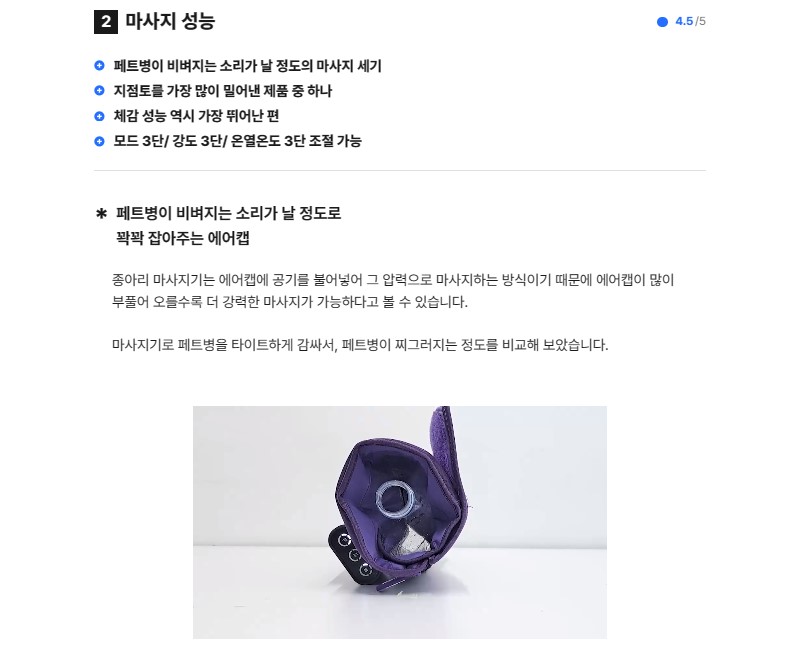 2 마사지 성능
4.5/5
페트병이 비벼지는 소리가 날 정도의 마사지 세기
지점토를 가장 많이 밀어낸 제품 중 하나
체감 성능 역시 가장 뛰어난 편
모드 3단/ 강도 3단/ 온열온도 3단 조절 가능
* 페트병이 비벼지는 소리가 날 정도로
꽉꽉 잡아주는 에어캡
종아리 마사지기는 에어캡에 공기를 불어넣어 그 압력으로 마사지하는 방식이기 때문에 에어캡이 많이
부풀어 오를수록 더 강력한 마사지가 가능하다고 볼 수 있습니다.
마사지기로 페트병을 타이트하게 감싸서, 페트병이 찌그러지는 정도를 비교해 보았습니다.